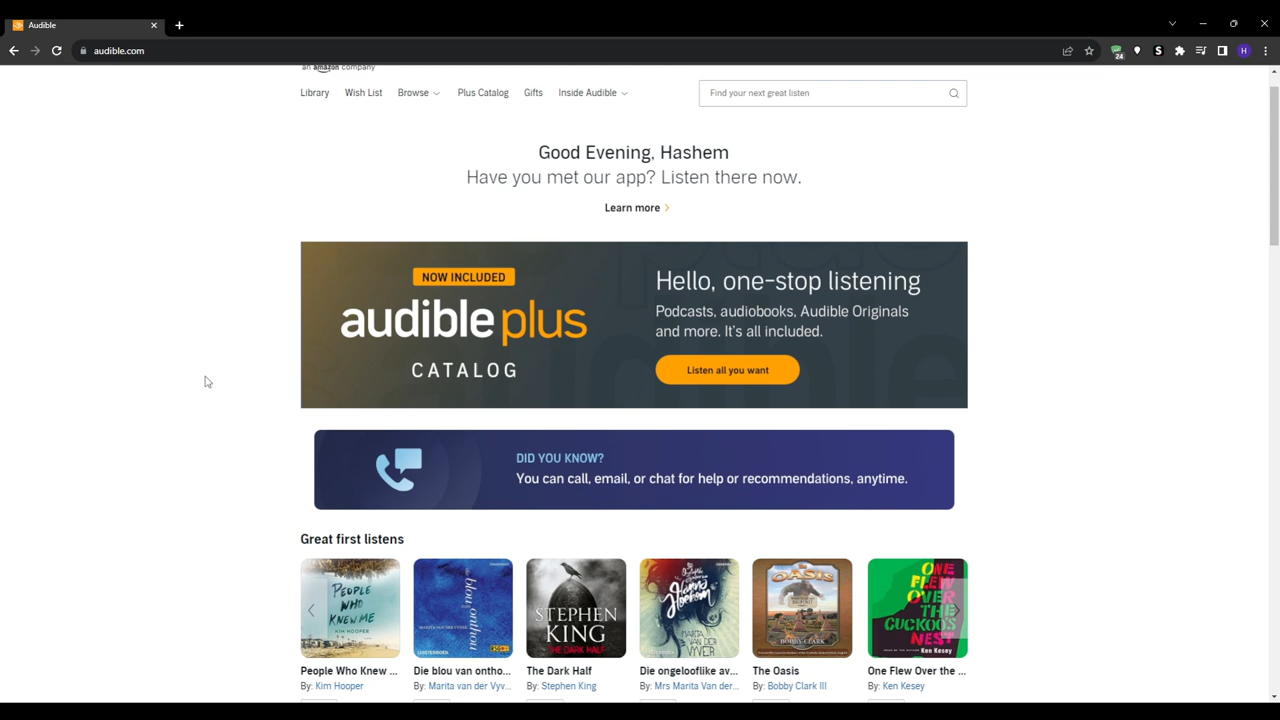 Audible
audible.com
24
S
H
an amazon company
Library Wish List Browse Plus Catalog Gifts Inside Audible
Find your next great listen
Good Evening, Hashem
Have you met our app? Listen there now.
Learn more
NOW INCLUDED
audible plus
CATALOG
Hello, one-stop listening
Podcasts, audiobooks, Audible Originals
and more. It's all included.
Listen all you want
DID YOU KNOW?
You can call, email, or chat for help or recommendations, anytime.
Great first listens
PEOPLE
WHO
KNEW ME
KIM HOOPER
die blou van onthou
MARITA VAN DER VYVER
LUISTERBOEK
STEPHEN
KING
THE DARK HALF
Hanna
Hoekom
MARITA
VAN DER
VYVER
THE
OASIS
BOBBY CLARK
ONE
FLEW
OVER
THE
CUCKOO'S
NEST
Ken Kesey
People Who Knew ...
By: Kim Hooper
Die blou van ontho...
By: Marita van der Vyv...
The Dark Half
By: Stephen King
Die ongelooflike av...
By: Mrs Marita Van der...
The Oasis
By: Bobby Clark III
One Flew Over the ...
By: Ken Kesey